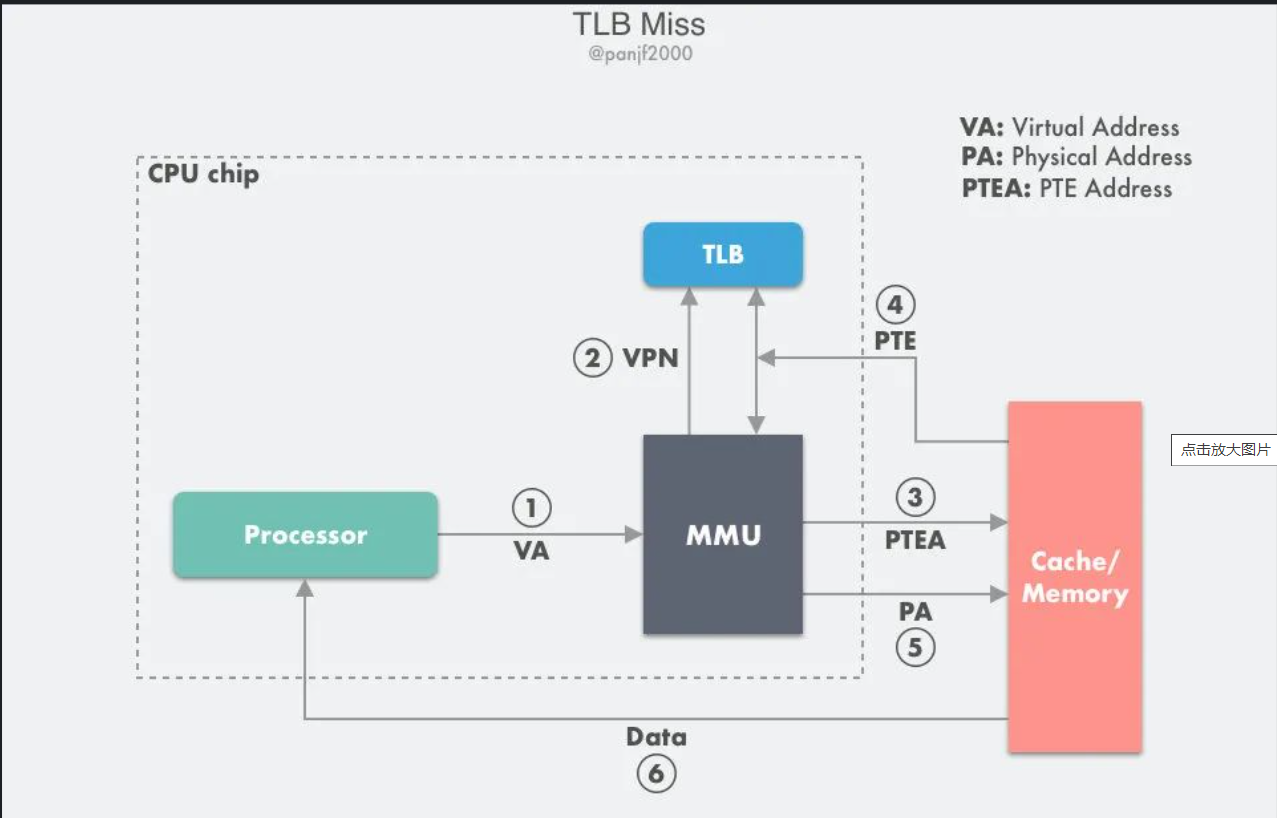 TLB Miss
@panjf2000
VA: Virtual Address
PA: Physical Address
PTEA: PTE Address
CPU chip
TLB
4
PTE
2 VPN
点击放大图片
1
VA
Processor
MMU
3
PTEA
Cache/
Memory
PA
5
Data
6